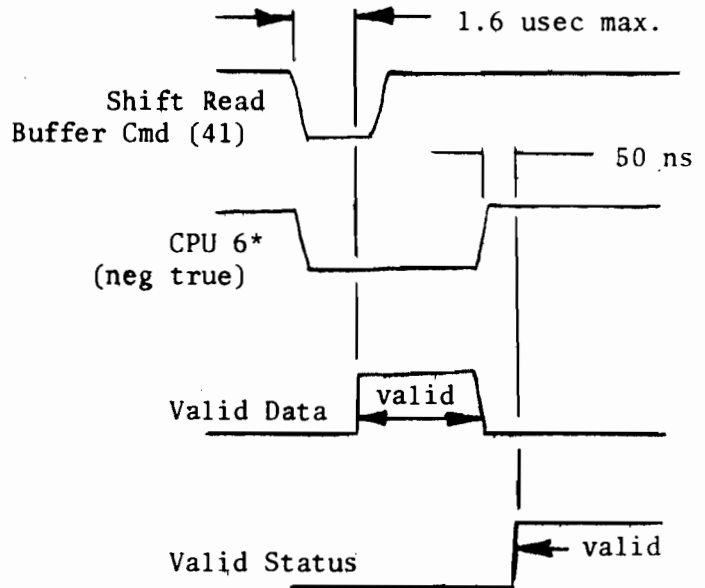 1.6 usec max.
Shift Read
Buffer Cmd (41)
50 ns
CPU 6*
(neg true)
Valid Data
valid
Valid Status
valid